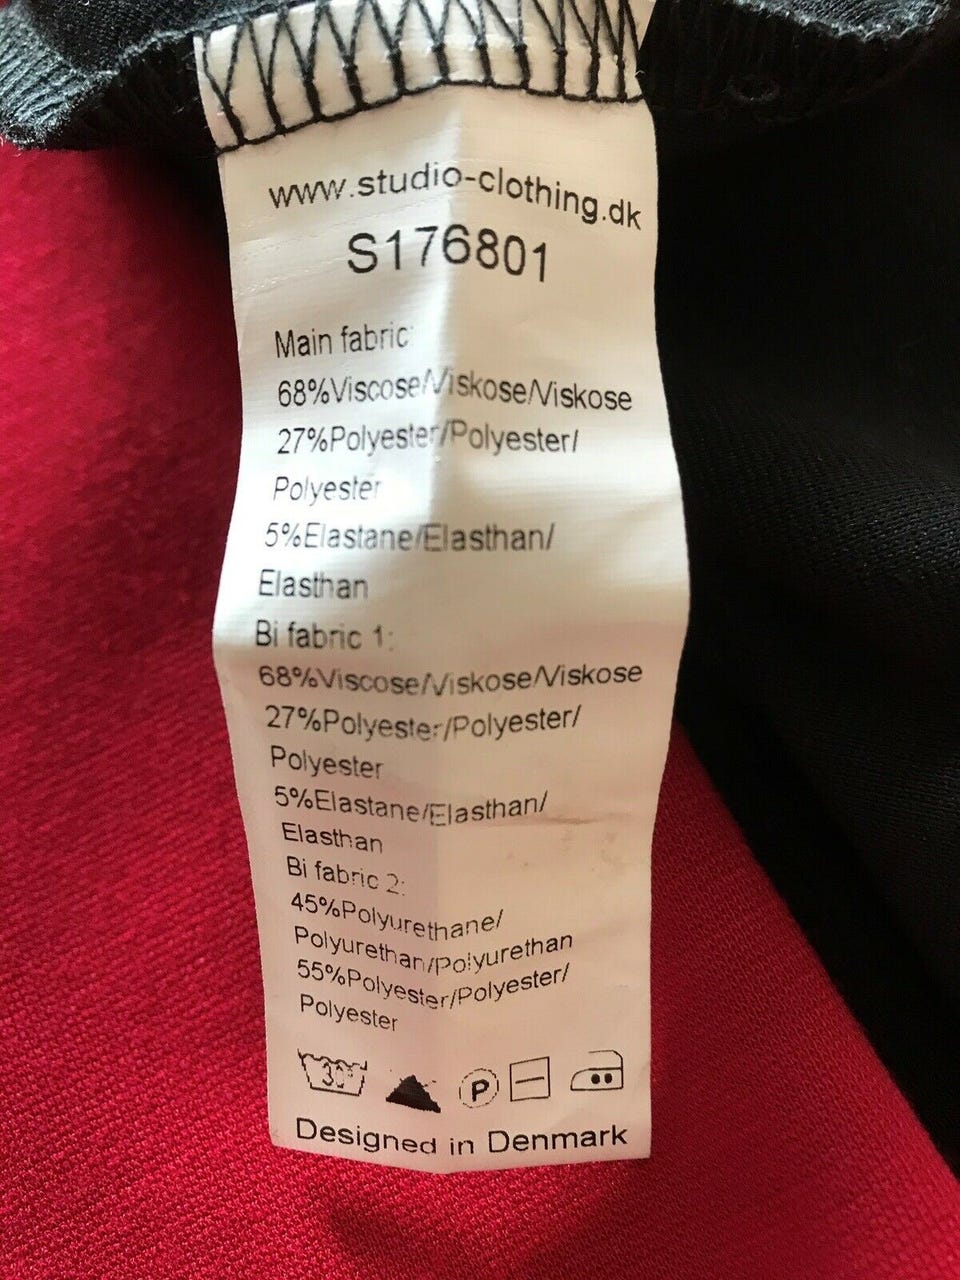 www.studio-clothing.dk
S176801
Main fabric:
68%Viscose/Viskose/Viskose
27%Polyester/Polyester/
Polyester
5%Elastane/Elasthan/
Elasthan
Bi fabric 1:
68%Viscose/Viskose/Viskose
27%Polyester/Polyester/
Polyester
5%Elastane/Elasthan/
Elasthan
Bi fabric 2:
45%Polyurethane/
Polyurethan/Polyurethan
55%Polyester/Polyester/
Polyester
30° P
Designed in Denmark